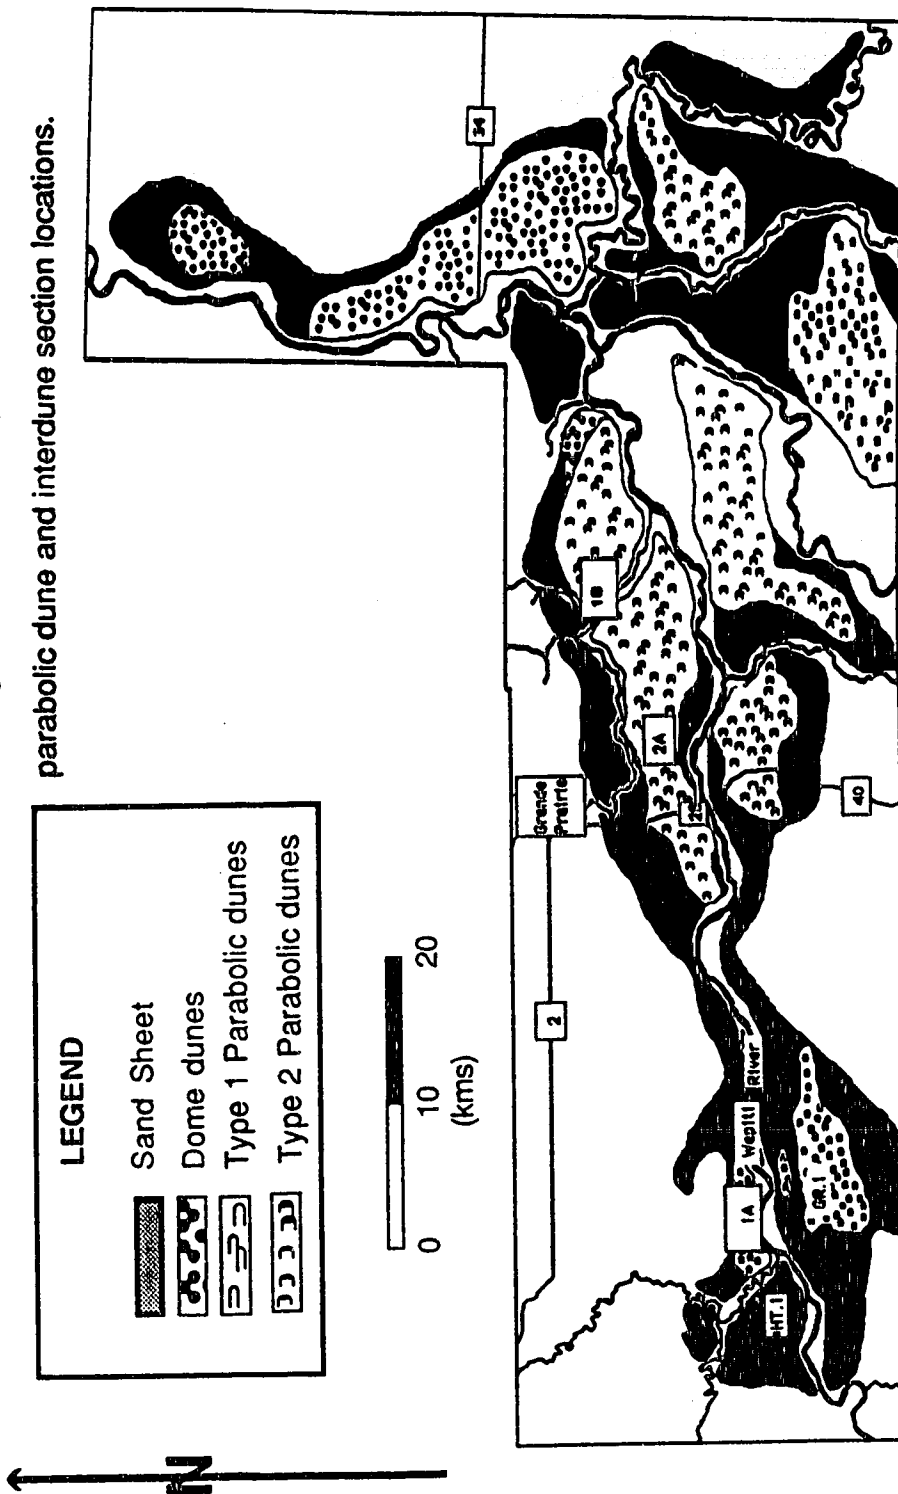 parabolic dune and interdune section locations.
LEGEND
Sand Sheet
Dome dunes
Type 1 Parabolic dunes
Type 2 Parabolic dunes
0 10 20
(kms)
N
34
1B
2A
Grande
Prairie
40
2
River
Wapiti
1A
GR.1
HT.1